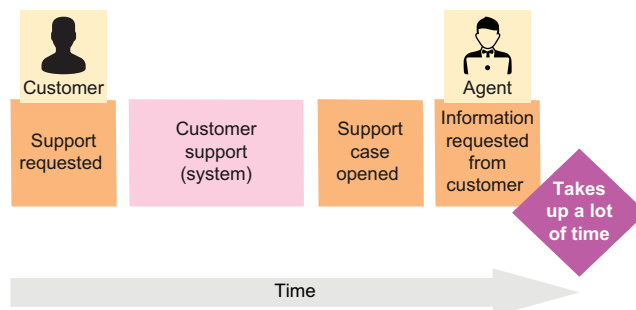 Customer
Agent
Support
requested
Customer
support
(system)
Support
case
opened
Information
requested
from
customer
Takes
up a lot
of time
Time